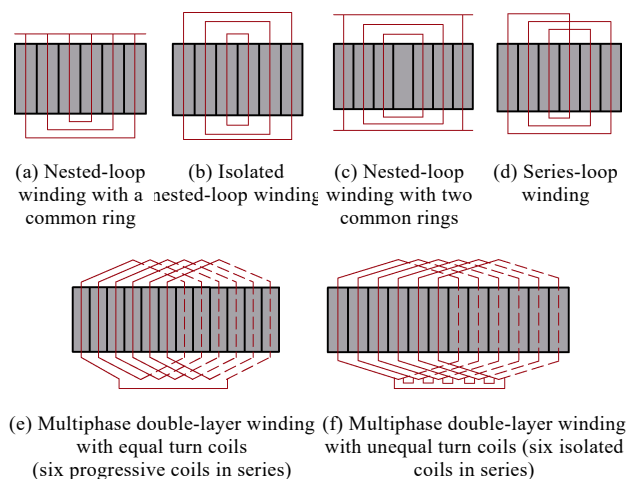 (a) Nested-loop
winding with a
common ring
(b) Isolated
nested-loop winding
(c) Nested-loop
winding with two
common rings
(d) Series-loop
winding
(e) Multiphase double-layer winding
with equal turn coils
(six progressive coils in series)
(f) Multiphase double-layer winding
with unequal turn coils (six isolated
coils in series)